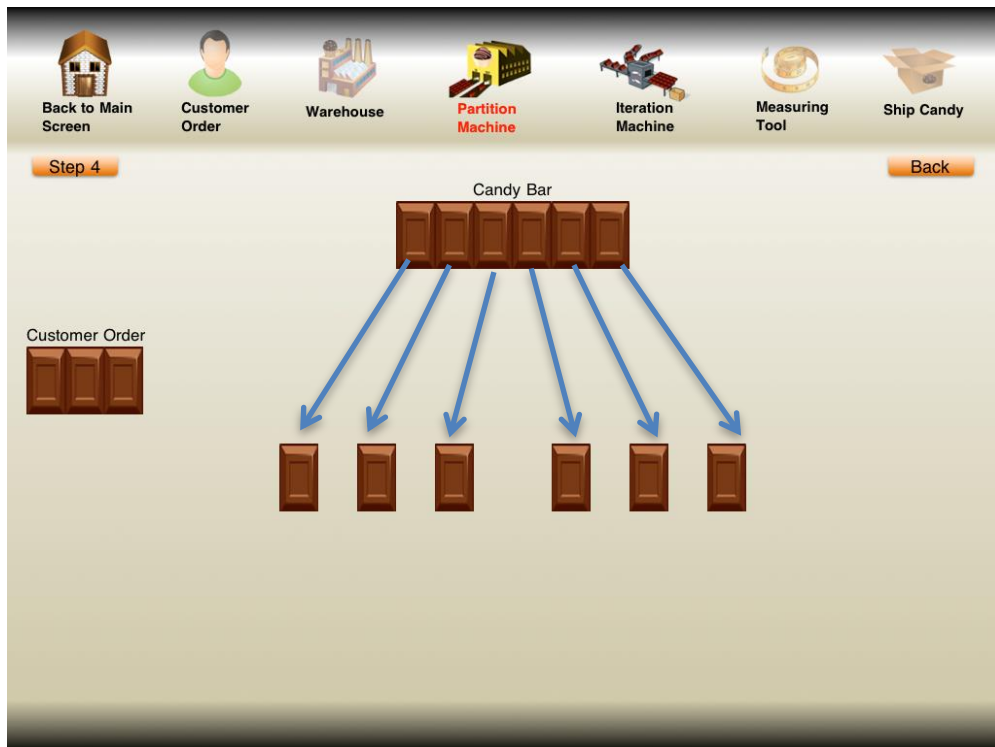 Back to Main
Screen
Customer
Order
Warehouse
Partition
Machine
Iteration
Machine
Measuring
Tool
Ship Candy
Step 4
Back
Candy Bar
Customer Order